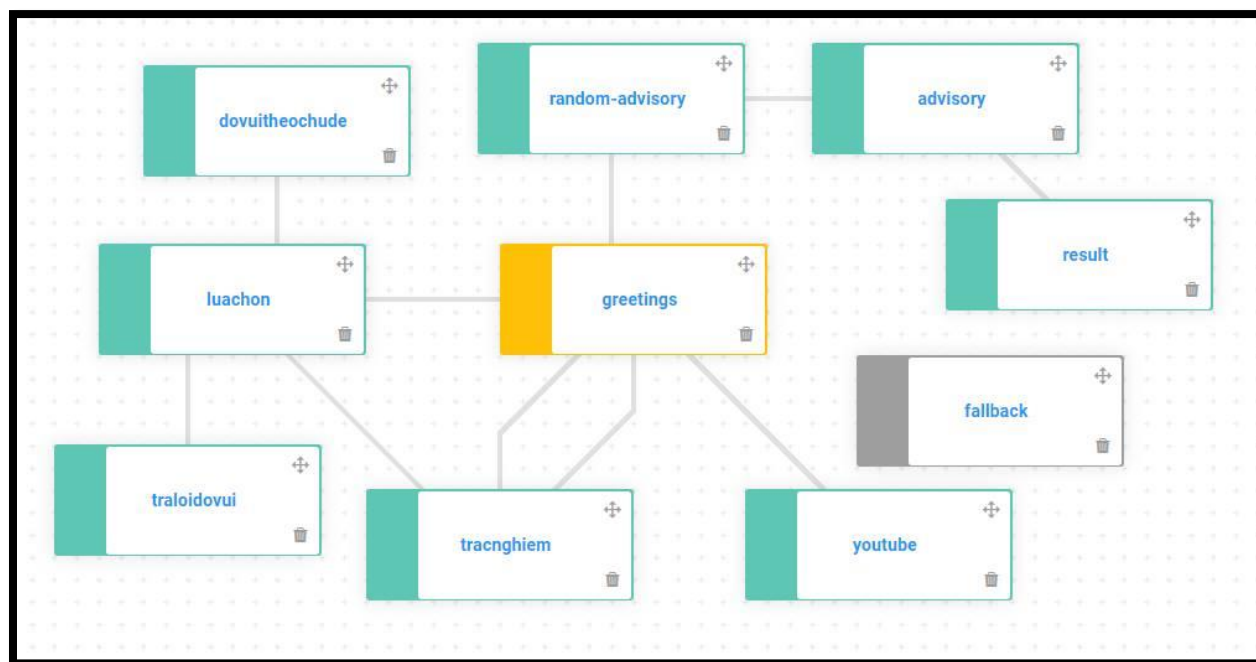 dovuitheochude
random-advisory
advisory
result
luachon
greetings
fallback
traloidovui
tracnghiem
youtube